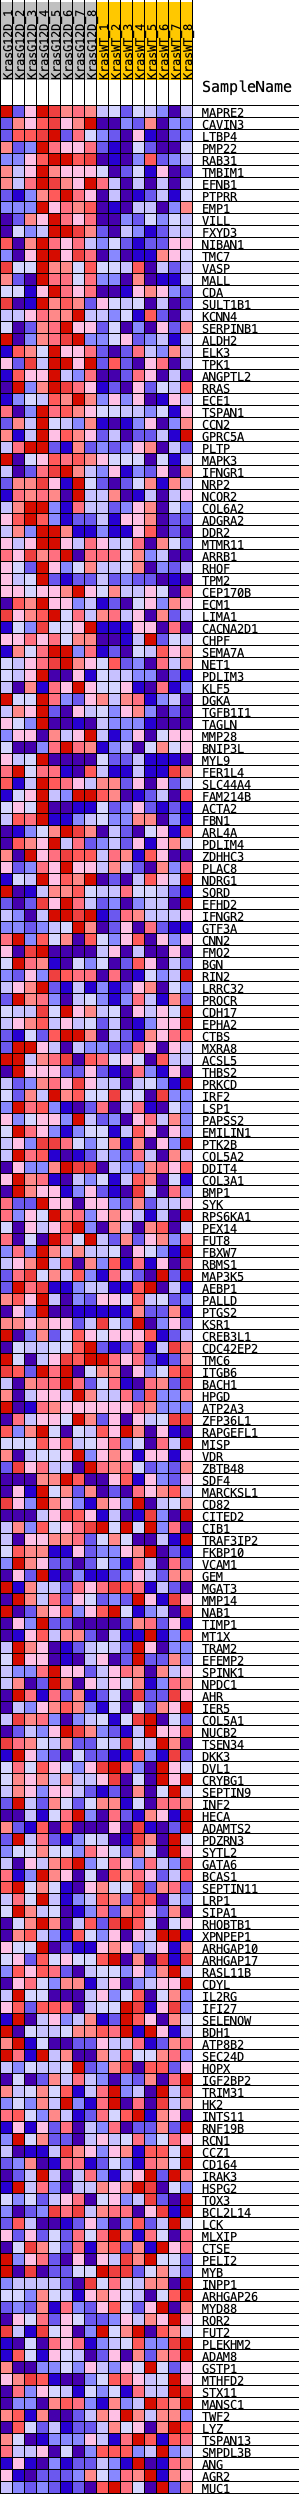 KrasG12D_1
KrasG12D_2
KrasG12D_3
KrasG12D_4
KrasG12D_5
KrasG12D_6
KrasG12D_7
KrasG12D_8
KrasWT_1
KrasWT_2
KrasWT_3
KrasWT_4
KrasWT_5
KrasWT_6
KrasWT_7
KrasWT_8
SampleName
MAPRE2
CAVIN3
LTBP4
PMP22
RAB31
TMBIM1
EFNB1
PTPRR
EMP1
VILL
FXYD3
NIBAN1
TMC7
VASP
MALL
CDA
SULT1B1
KCNN4
SERPINB1
ALDH2
ELK3
TPK1
ANGPTL2
RRAS
ECE1
TSPAN1
CCN2
GPRC5A
PLTP
MAPK3
IFNGR1
NRP2
NCOR2
COL6A2
ADGRA2
DDR2
MTMR11
ARRB1
RHOF
TPM2
CEP170B
ECM1
LIMA1
CACNA2D1
CHPF
SEMA7A
NET1
PDLIM3
KLF5
DGKA
TGFB1I1
TAGLN
MMP28
BNIP3L
MYL9
FER1L4
SLC44A4
FAM214B
ACTA2
FBN1
ARL4A
PDLIM4
ZDHHC3
PLAC8
NDRG1
SORD
EFHD2
IFNGR2
GTF3A
CNN2
FMO2
BGN
RIN2
LRRC32
PROCR
CDH17
EPHA2
CTBS
MXRA8
ACSL5
THBS2
PRKCD
IRF2
LSP1
PAPSS2
EMILIN1
PTK2B
COL5A2
DDIT4
COL3A1
BMP1
SYK
RPS6KA1
PEX14
FUT8
FBXW7
RBMS1
MAP3K5
AEBP1
PALLD
PTGS2
KSR1
CREB3L1
CDC42EP2
TMC6
ITGB6
BACH1
HPGD
ATP2A3
ZFP36L1
RAPGEFL1
MISP
VDR
ZBTB48
SDF4
MARCKSL1
CD82
CITED2
CIB1
TRAF3IP2
FKBP10
VCAM1
GEM
MGAT3
MMP14
NAB1
TIMP1
MT1X
TRAM2
EFEMP2
SPINK1
NPDC1
AHR
IER5
COL5A1
NUCB2
TSEN34
DKK3
DVL1
CRYBG1
SEPTIN9
INF2
HECA
ADAMTS2
PDZRN3
SYTL2
GATA6
BCAS1
SEPTIN11
LRP1
SIPA1
RHOBTB1
XPNPEP1
ARHGAP10
ARHGAP17
RASL11B
CDYL
IL2RG
IFI27
SELENOW
BDH1
ATP8B2
SEC24D
HOPX
IGF2BP2
TRIM31
HK2
INTS11
RNF19B
RCN1
CCZ1
CD164
IRAK3
HSPG2
TOX3
BCL2L14
LCK
MLXIP
CTSE
PELI2
MYB
INPP1
ARHGAP26
MYD88
ROR2
FUT2
PLEKHM2
ADAM8
GSTP1
MTHFD2
STX11
MANSC1
TWF2
LYZ
TSPAN13
SMPDL3B
ANG
AGR2
MUC1